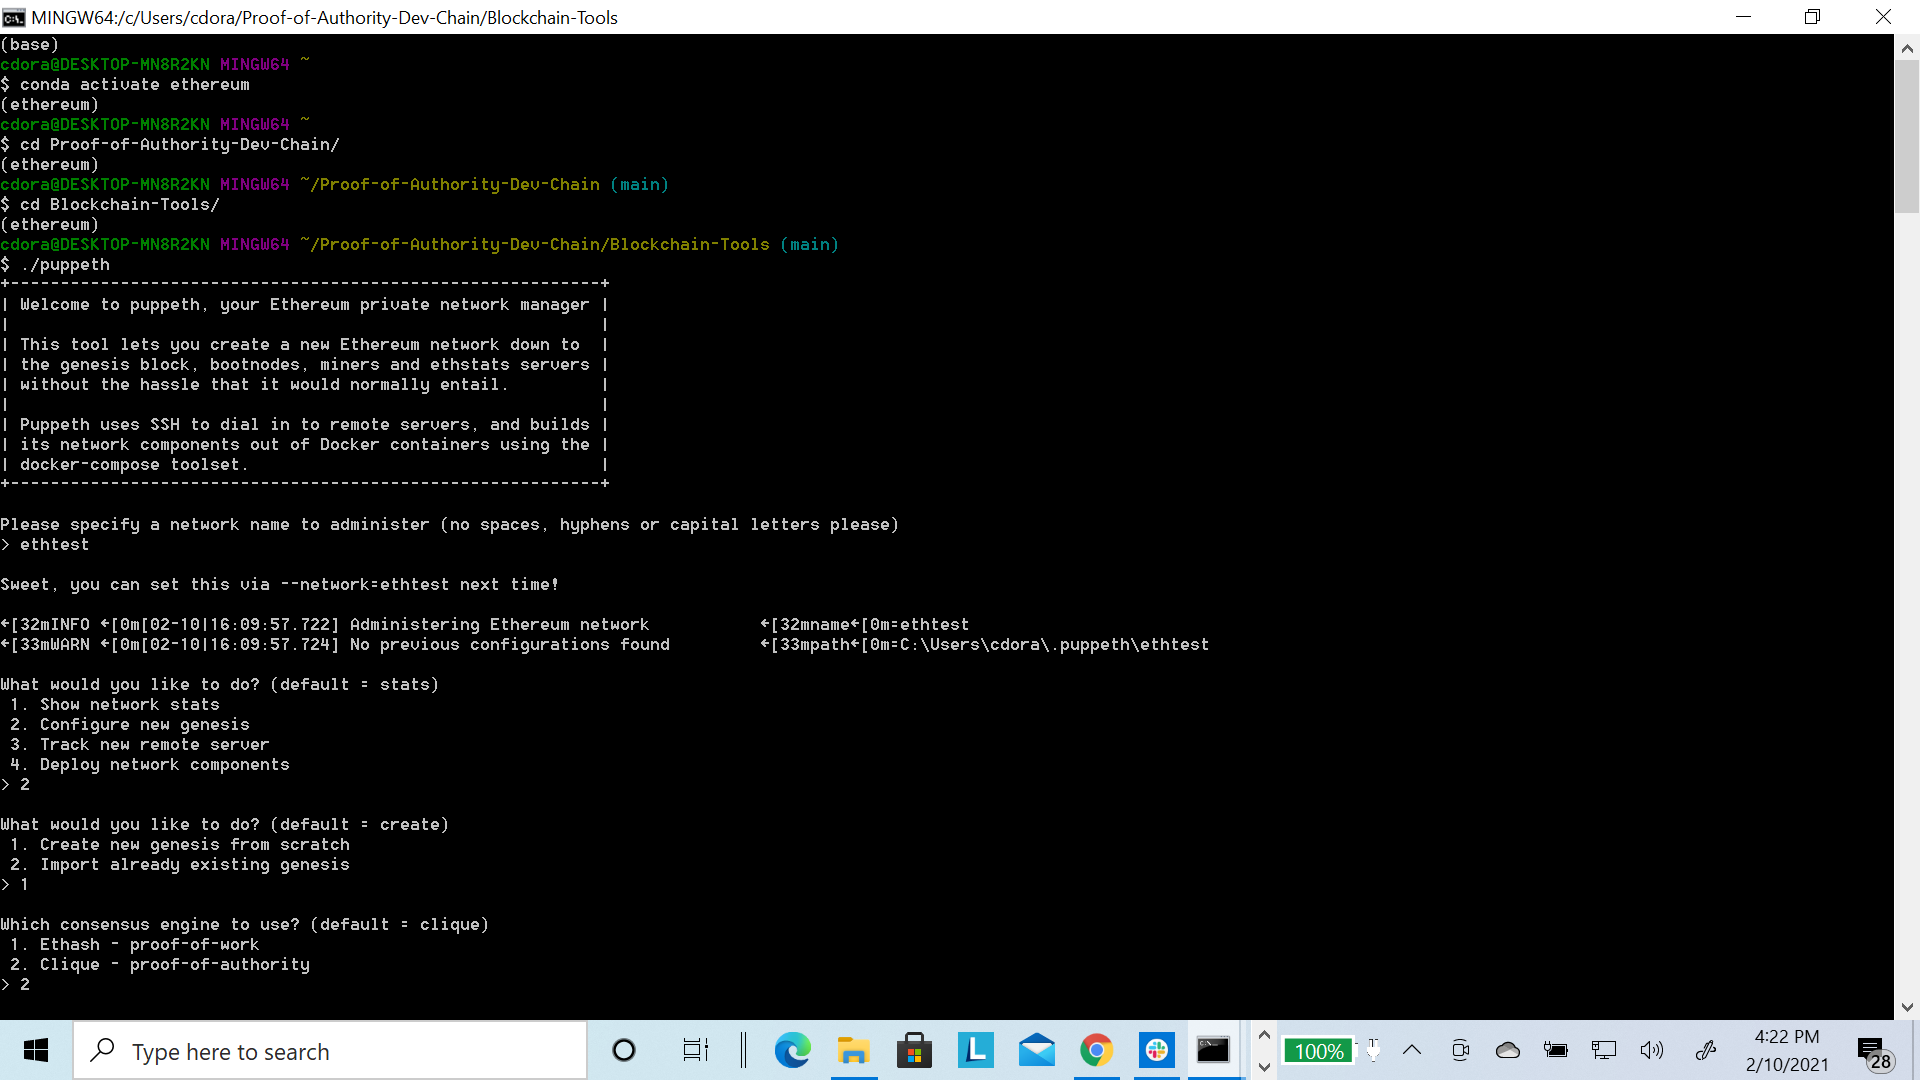 MINGW64:/c/Users/cdora/Proof-of-Authority-Dev-Chain/Blockchain-Tools
(base)
cdora@DESKTOP-MN8R2KN MINGW64 ~
$ conda activate ethereum
(ethereum)
cdora@DESKTOP-MN8R2KN MINGW64 ~
$ cd Proof-of-Authority-Dev-Chain/
(ethereum)
cdora@DESKTOP-MN8R2KN MINGW64 ~/Proof-of-Authority-Dev-Chain (main)
$ cd Blockchain-Tools/
(ethereum)
cdora@DESKTOP-MN8R2KN MINGW64 ~/Proof-of-Authority-Dev-Chain/Blockchain-Tools (main)
$ ./puppeth
+-----------------------------------------------------------+
| Welcome to puppeth, your Ethereum private network manager |
|                                                           |
| This tool lets you create a new Ethereum network down to  |
| the genesis block, bootnodes, miners and ethstats servers |
| without the hassle that it would normally entail.         |
|                                                           |
| Puppeth uses SSH to dial in to remote servers, and builds |
| its network components out of Docker containers using the |
| docker-compose toolset.                                   |
+-----------------------------------------------------------+
Please specify a network name to administer (no spaces, hyphens or capital letters please)
> ethtest
Sweet, you can set this via --network=ethtest next time!
←[32mINFO ←[0m[02-10|16:09:57.722] Administering Ethereum network           ←[32mname←[0m=ethtest
←[33mWARN ←[0m[02-10|16:09:57.724] No previous configurations found         ←[33mpath←[0m=C:\Users\cdora\.puppeth\ethtest
What would you like to do? (default = stats)
1. Show network stats
2. Configure new genesis
3. Track new remote server
4. Deploy network components
> 2
What would you like to do? (default = create)
1. Create new genesis from scratch
2. Import already existing genesis
> 1
Which consensus engine to use? (default = clique)
1. Ethash - proof-of-work
2. Clique - proof-of-authority
> 2
Type here to search
L
100%
4:22 PM
2/10/2021
28